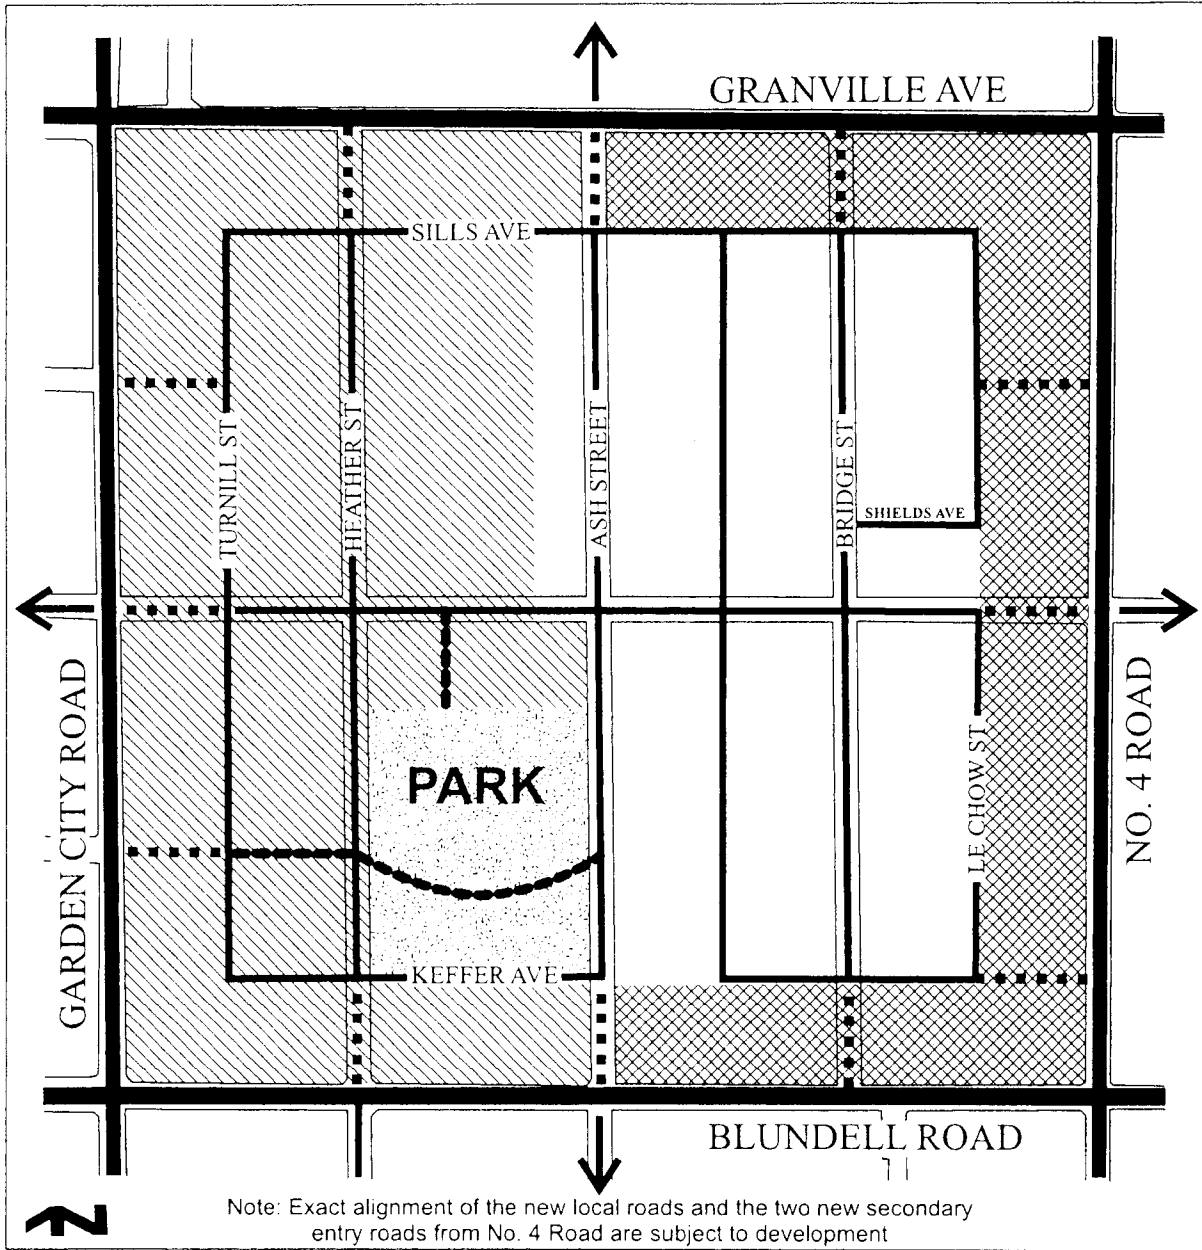 GRANVILLE AVE
SILLS AVE
TURNILL ST
HEATHER ST
ASH STREET
BRIDGE ST
SHIELDS AVE
GARDEN CITY ROAD
PARK
LE CHOW ST
NO. 4 ROAD
KEFFER AVE
BLUNDELL ROAD
N
Note: Exact alignment of the new local roads and the two new secondary
entry roads from No. 4 Road are subject to development